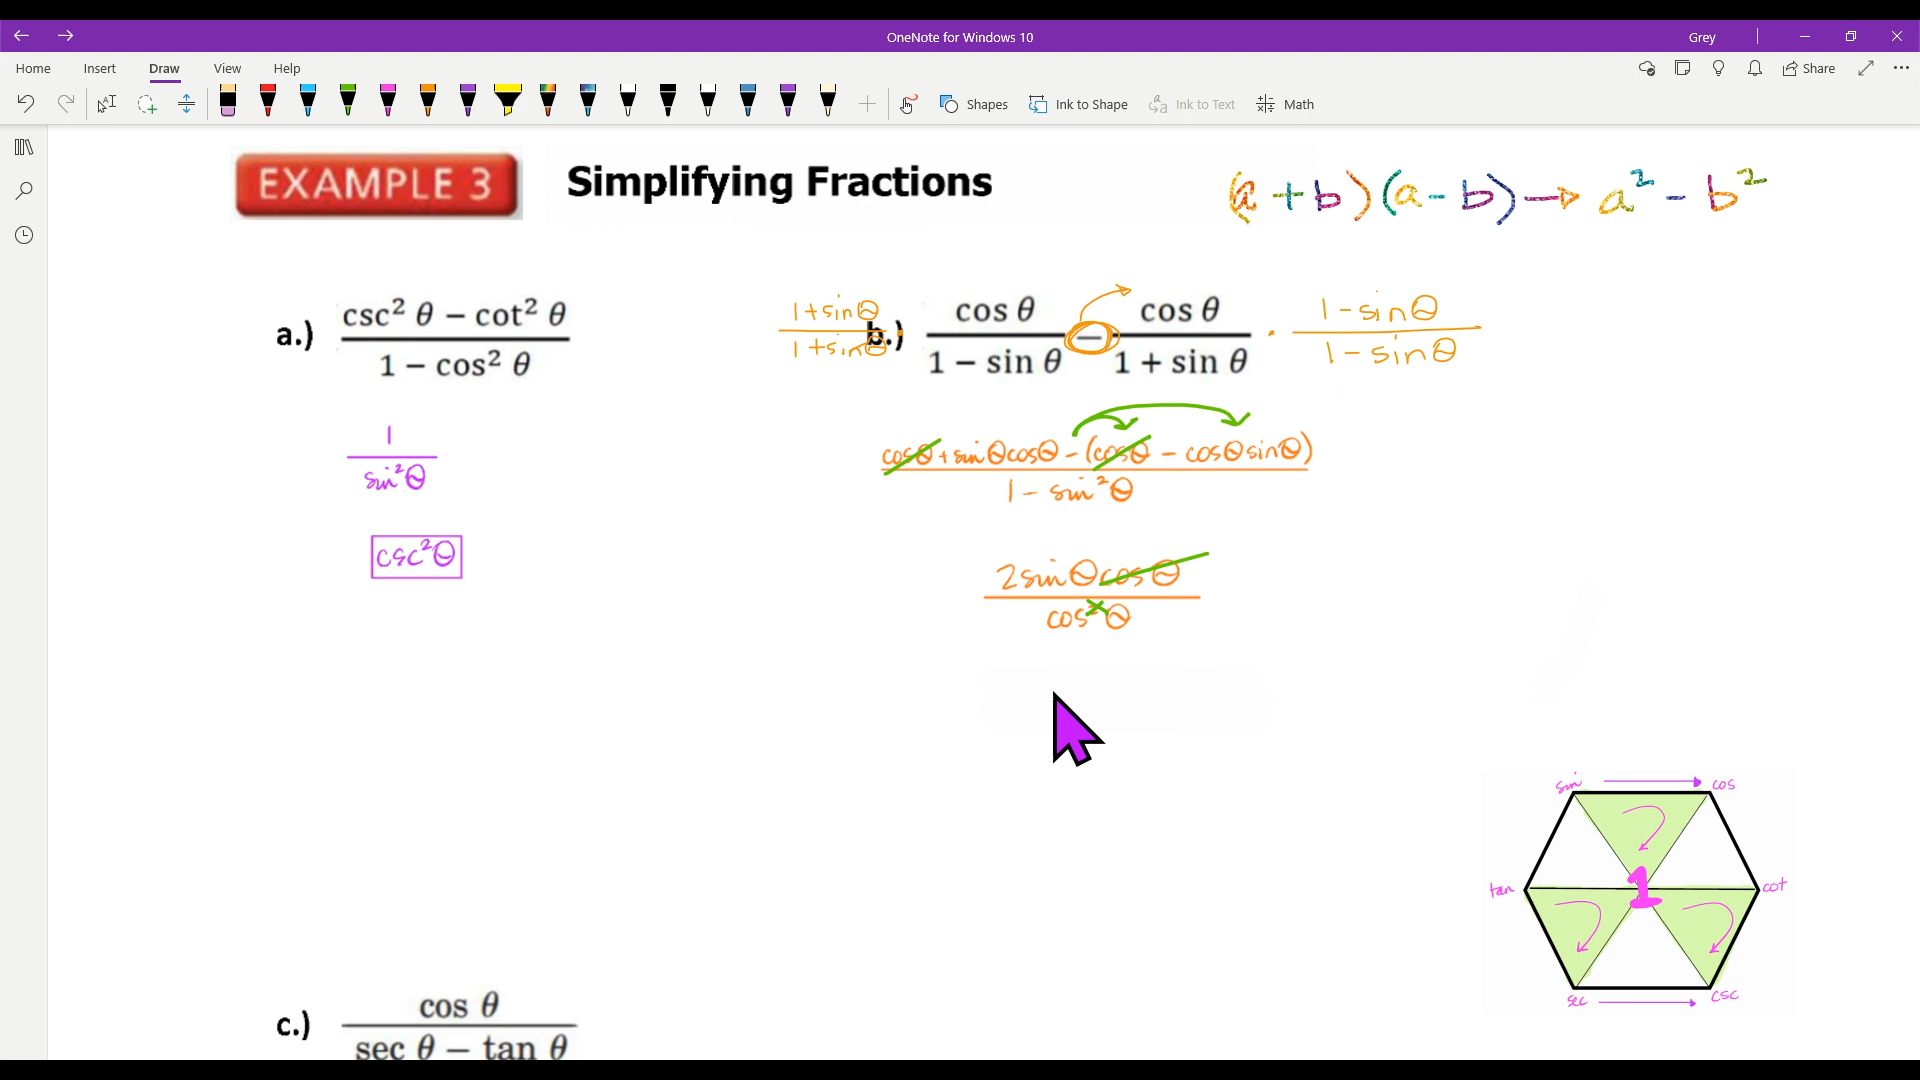 OneNote for Windows 10
Grey
Home Insert Draw View Help
Share
Shapes Ink to Shape Ink to Text Math
EXAMPLE 3 Simplifying Fractions
(a+b)(a-b)→a²-b²
a.) csc² θ − cot² θ
1 − cos² θ
1
sin²θ
csc²θ
1+sinθ
1+sinθ
b.) cos θ − cos θ · 1-sinθ
1 − sin θ 1 + sin θ 1-sinθ
cosθ+sinθcosθ-(cosθ-cosθsinθ)
1-sin²θ
2sinθcosθ
cos²θ
sin cos
tan 1 cot
sec csc
c.) cos θ
sec θ − tan θ